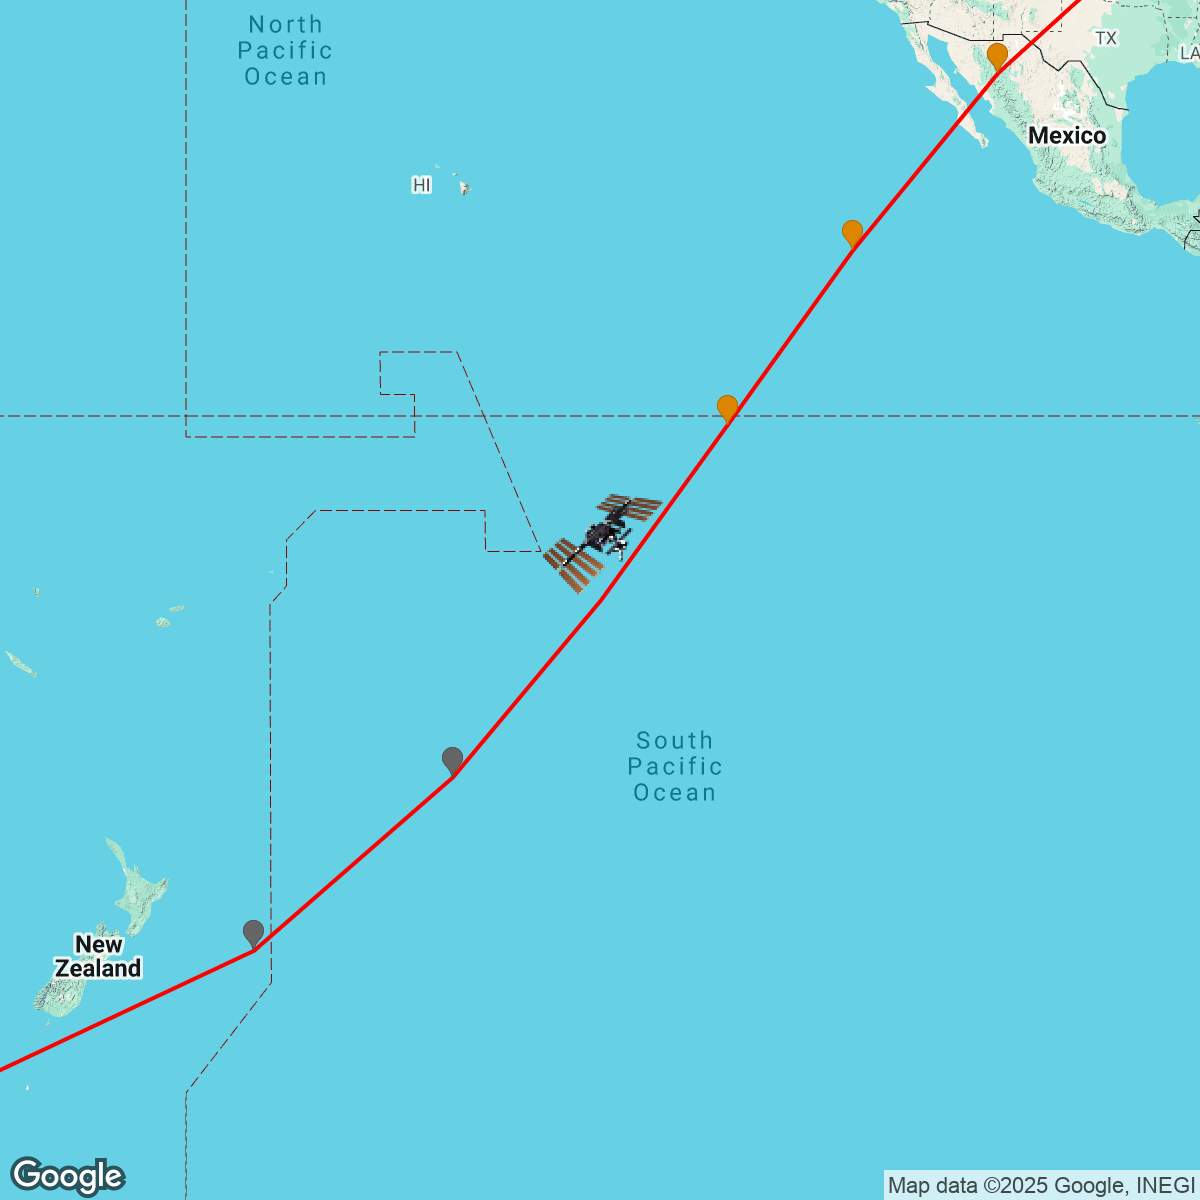 North
Pacific
Ocean
TX
LA
Mexico
HI
South
Pacific
Ocean
New
Zealand
Google
Map data ©2025 Google, INEGI